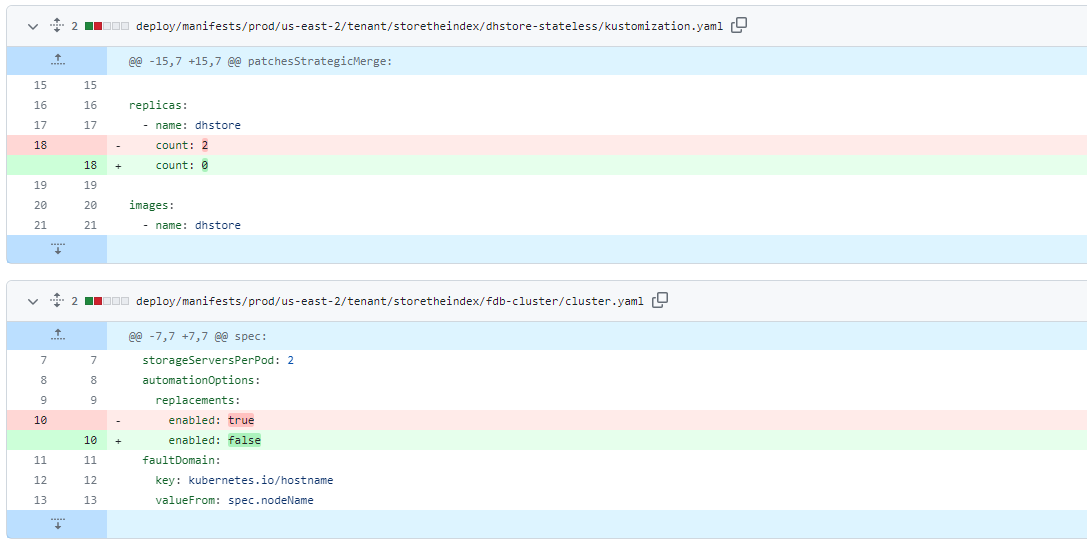 2 deploy/manifests/prod/us-east-2/tenant/storetheindex/dhstore-stateless/kustomization.yaml
@@ -15,7 +15,7 @@ patchesStrategicMerge:
15 15
16 16 replicas:
17 17 - name: dhstore
18 - count: 2
18 + count: 0
19 19
20 20 images:
21 21 - name: dhstore
2 deploy/manifests/prod/us-east-2/tenant/storetheindex/fdb-cluster/cluster.yaml
@@ -7,7 +7,7 @@ spec:
7 7 storageServersPerPod: 2
8 8 automationOptions:
9 9 replacements:
10 - enabled: true
10 + enabled: false
11 11 faultDomain:
12 12 key: kubernetes.io/hostname
13 13 valueFrom: spec.nodeName